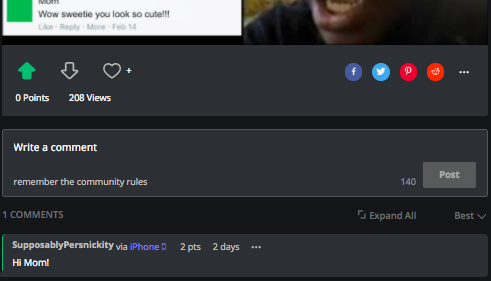 Mom
Wow sweetie you look so cute!!!
Like · Reply · More · Feb 14
+
0 Points
208 Views
Write a comment
remember the community rules
140
Post
1 COMMENTS
Expand All
Best
SupposablyPersnickity via iPhone 2 pts 2 days ...
Hi Mom!